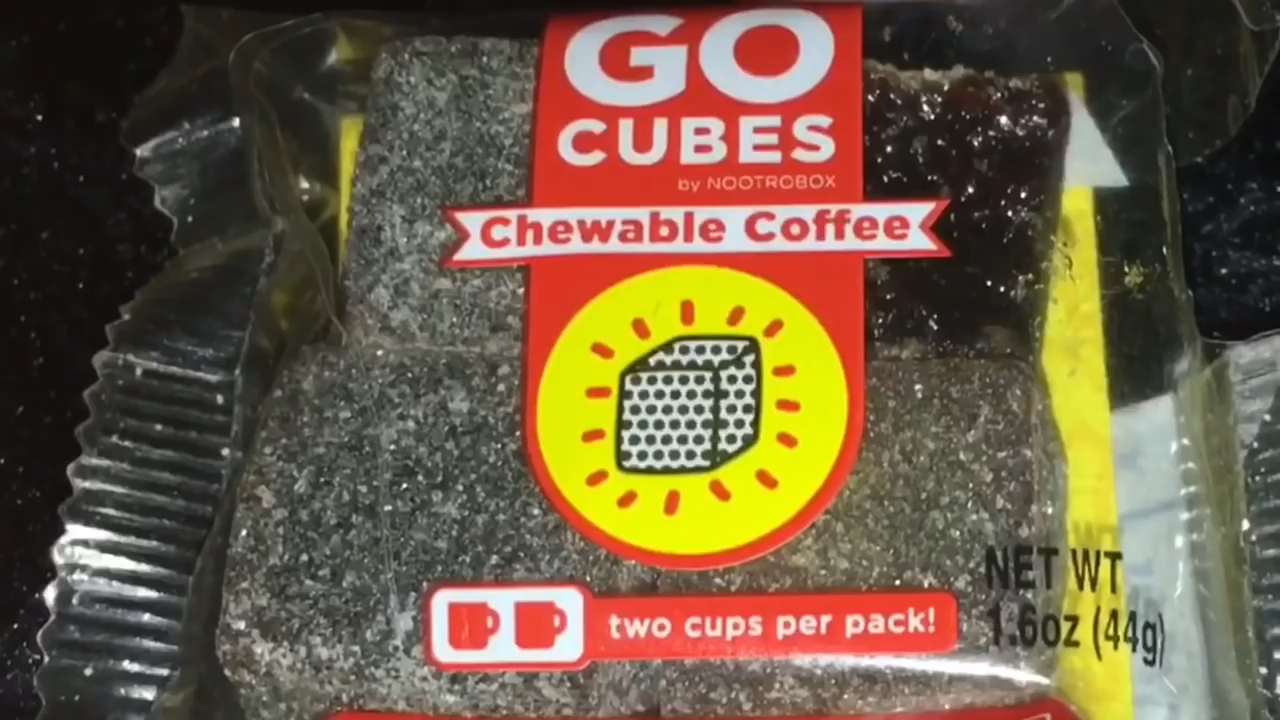 GO
CUBES
by NOOTROBOX
Chewable Coffee
two cups per pack!
NET WT
1.6oz (44g)